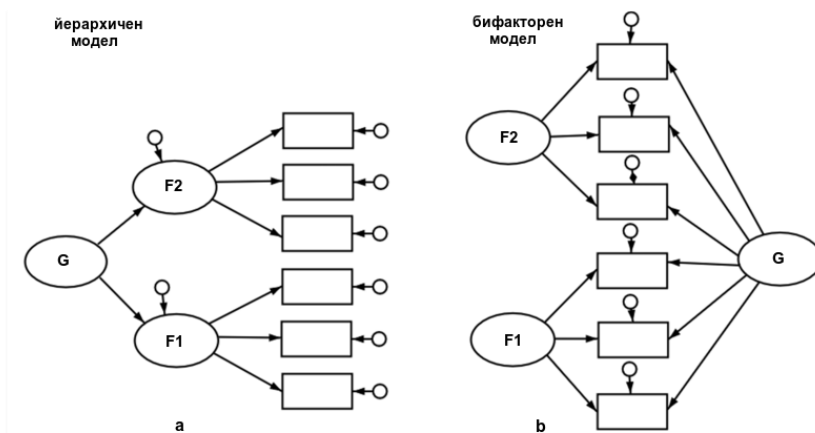 йерархичен
модел
F2
G
F1
a
бифакторен
модел
F2
G
F1
b